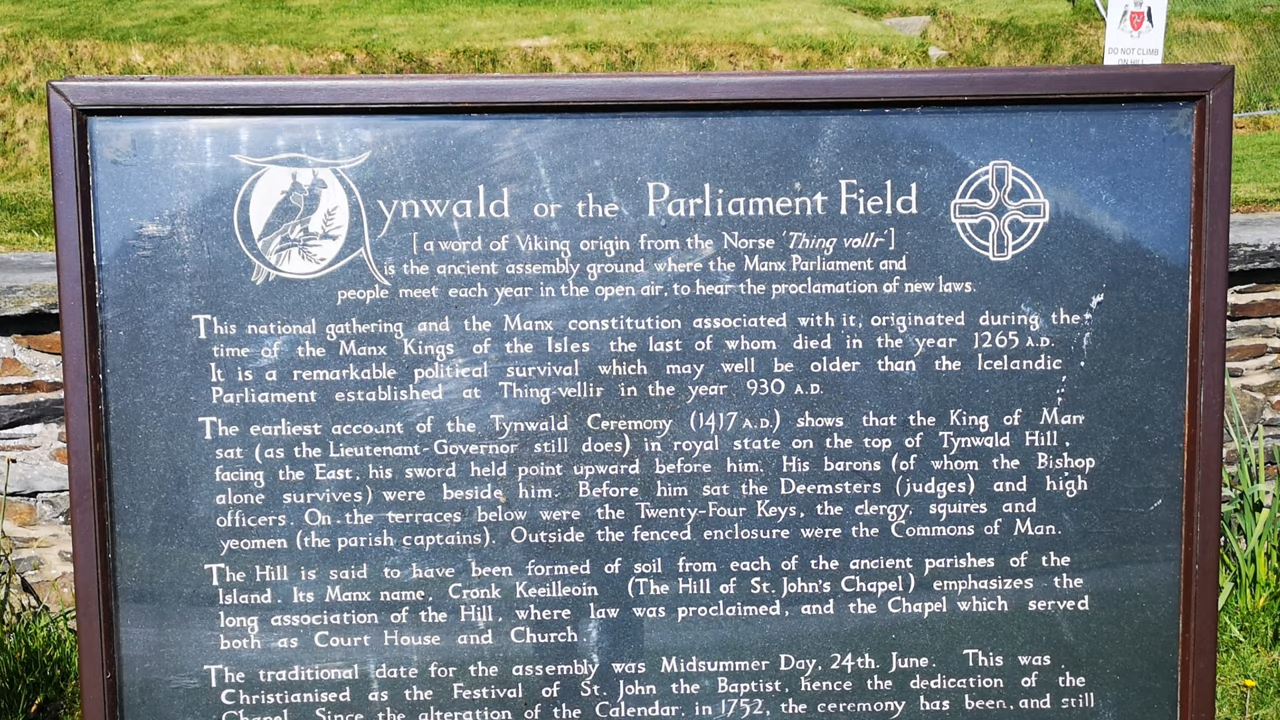 DO NOT CLIMB
ON HILL
Tynwald or the Parliament Field
[a word of Viking origin from the Norse 'Thing vollr']
is the ancient assembly ground where the Manx Parliament and
people meet each year in the open air, to hear the proclamation of new laws.
This national gathering and the Manx constitution associated with it, originated during the
time of the Manx Kings of the Isles the last of whom died in the year 1265 A.D.
It is a remarkable political survival which may well be older than the Icelandic
Parliament established at Thing-vellir in the year 930 A.D.
The earliest account of the Tynwald Ceremony (1417 A.D.) shows that the King of Man
sat (as the Lieutenant-Governor still does) in royal state on the top of Tynwald Hill,
facing the East, his sword held point upward before him. His barons (of whom the Bishop
alone survives) were beside him. Before him sat the Deemsters (judges) and high
officers. On the terraces below were the Twenty-Four Keys, the clergy, squires and
yeomen (the parish captains). Outside the fenced enclosure were the Commons of Man.
The Hill is said to have been formed of soil from each of the ancient parishes of the
Island. Its Manx name, Cronk Keeilleoin (The Hill of St. John's Chapel) emphasizes the
long association of the Hill, where law was proclaimed, and the Chapel which served
both as Court House and Church.
The traditional date for the assembly was Midsummer Day, 24th. June. This was
Christianised as the Festival of St. John the Baptist, hence the dedication of the
Chapel. Since the alteration of the Calendar, in 1752, the ceremony has been, and still